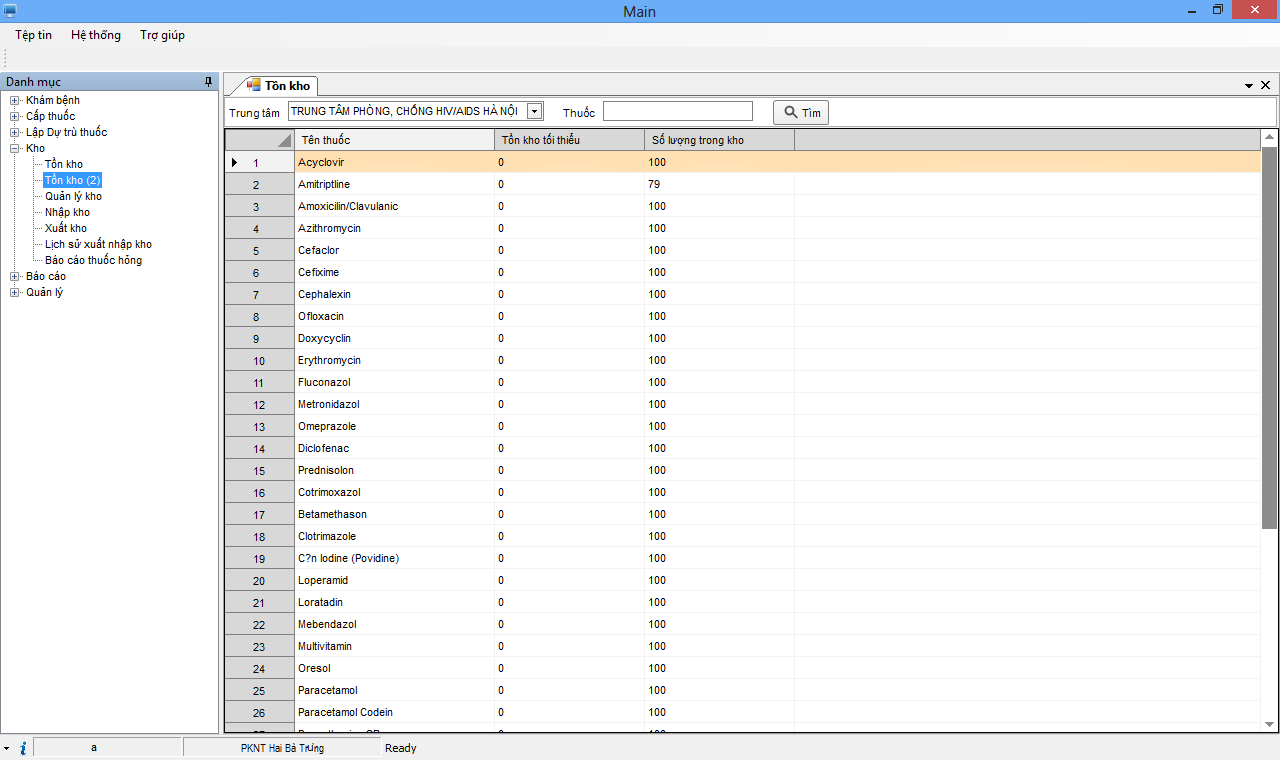 Main
Tệp tin Hệ thống Trợ giúp
Danh mục
Khám bệnh
Cấp thuốc
Lập Dự trù thuốc
Kho
Tồn kho
Tồn kho (2)
Quản lý kho
Nhập kho
Xuất kho
Lịch sử xuất nhập kho
Báo cáo thuốc hỏng
Báo cáo
Quản lý
Tồn kho
Trung tâm TRUNG TÂM PHÒNG, CHỐNG HIV/AIDS HÀ NỘI Thuốc Tìm
Tên thuốc Tồn kho tối thiểu Số lượng trong kho
1 Acyclovir 0 100
2 Amitriptline 0 79
3 Amoxicilin/Clavulanic 0 100
4 Azithromycin 0 100
5 Cefaclor 0 100
6 Cefixime 0 100
7 Cephalexin 0 100
8 Ofloxacin 0 100
9 Doxycyclin 0 100
10 Erythromycin 0 100
11 Fluconazol 0 100
12 Metronidazol 0 100
13 Omeprazole 0 100
14 Diclofenac 0 100
15 Prednisolon 0 100
16 Cotrimoxazol 0 100
17 Betamethason 0 100
18 Clotrimazole 0 100
19 C?n Iodine (Povidine) 0 100
20 Loperamid 0 100
21 Loratadin 0 100
22 Mebendazol 0 100
23 Multivitamin 0 100
24 Oresol 0 100
25 Paracetamol 0 100
26 Paracetamol Codein 0 100
a PKNT Hai Bà Trưng Ready